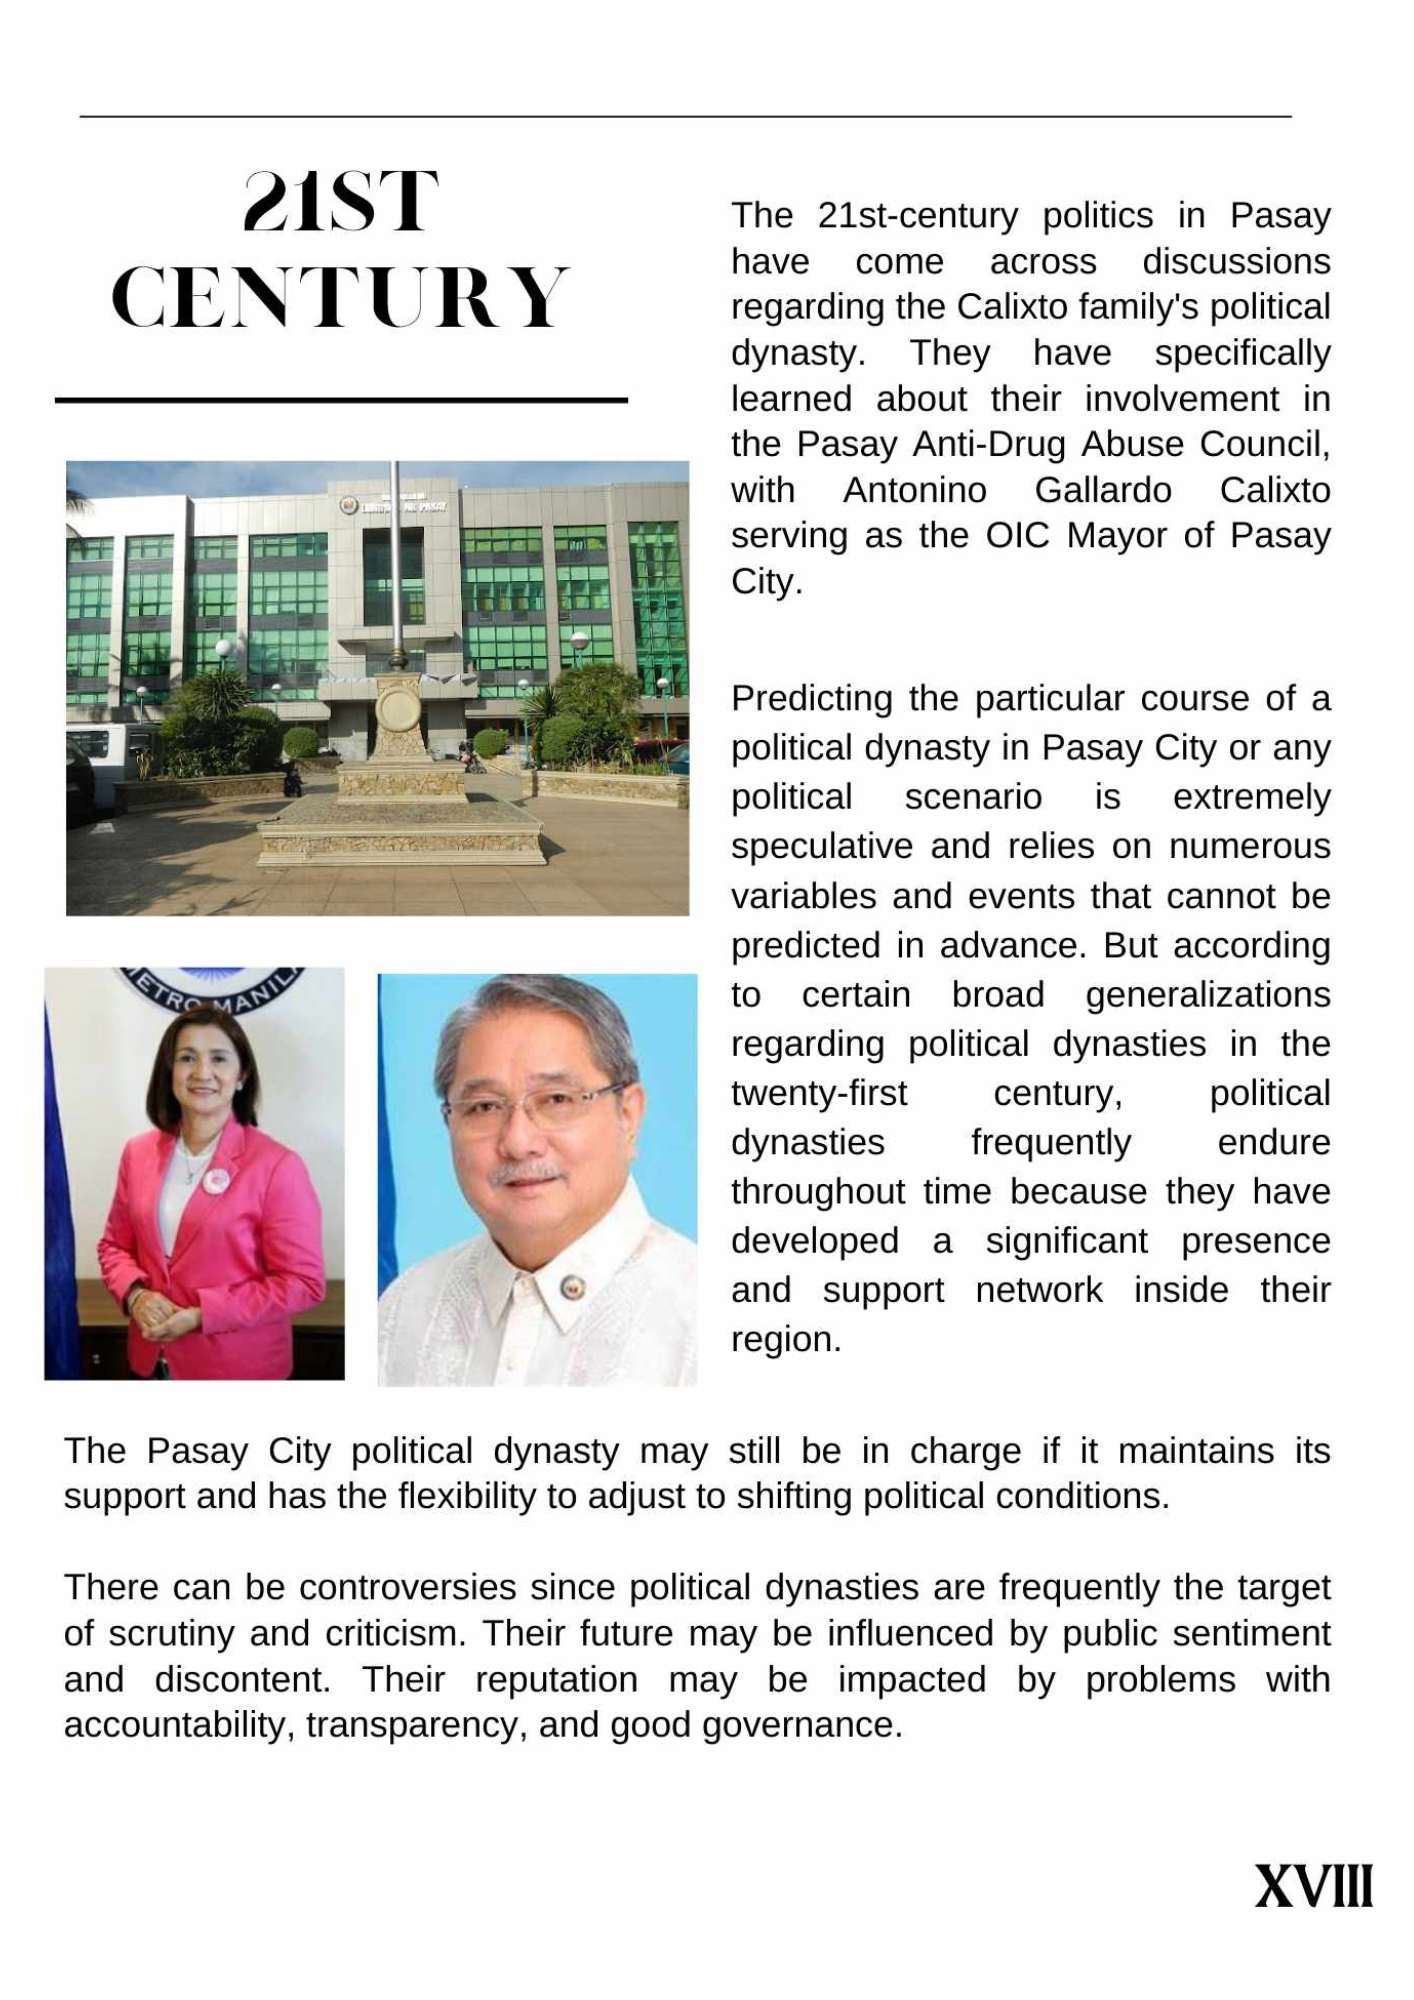 21ST
CENTURY
The 21st-century politics in Pasay
have come across discussions
regarding the Calixto family's political
dynasty. They have specifically
learned about their involvement in
the Pasay Anti-Drug Abuse Council,
with Antonino Gallardo Calixto
serving as the OIC Mayor of Pasay
City.
Predicting the particular course of a
political dynasty in Pasay City or any
political scenario is extremely
speculative and relies on numerous
variables and events that cannot be
predicted in advance. But according
to certain broad generalizations
regarding political dynasties in the
twenty-first century, political
dynasties frequently endure
throughout time because they have
developed a significant presence
and support network inside their
region.
METRO MANILA
The Pasay City political dynasty may still be in charge if it maintains its
support and has the flexibility to adjust to shifting political conditions.
There can be controversies since political dynasties are frequently the target
of scrutiny and criticism. Their future may be influenced by public sentiment
and discontent. Their reputation may be impacted by problems with
accountability, transparency, and good governance.
XVIII